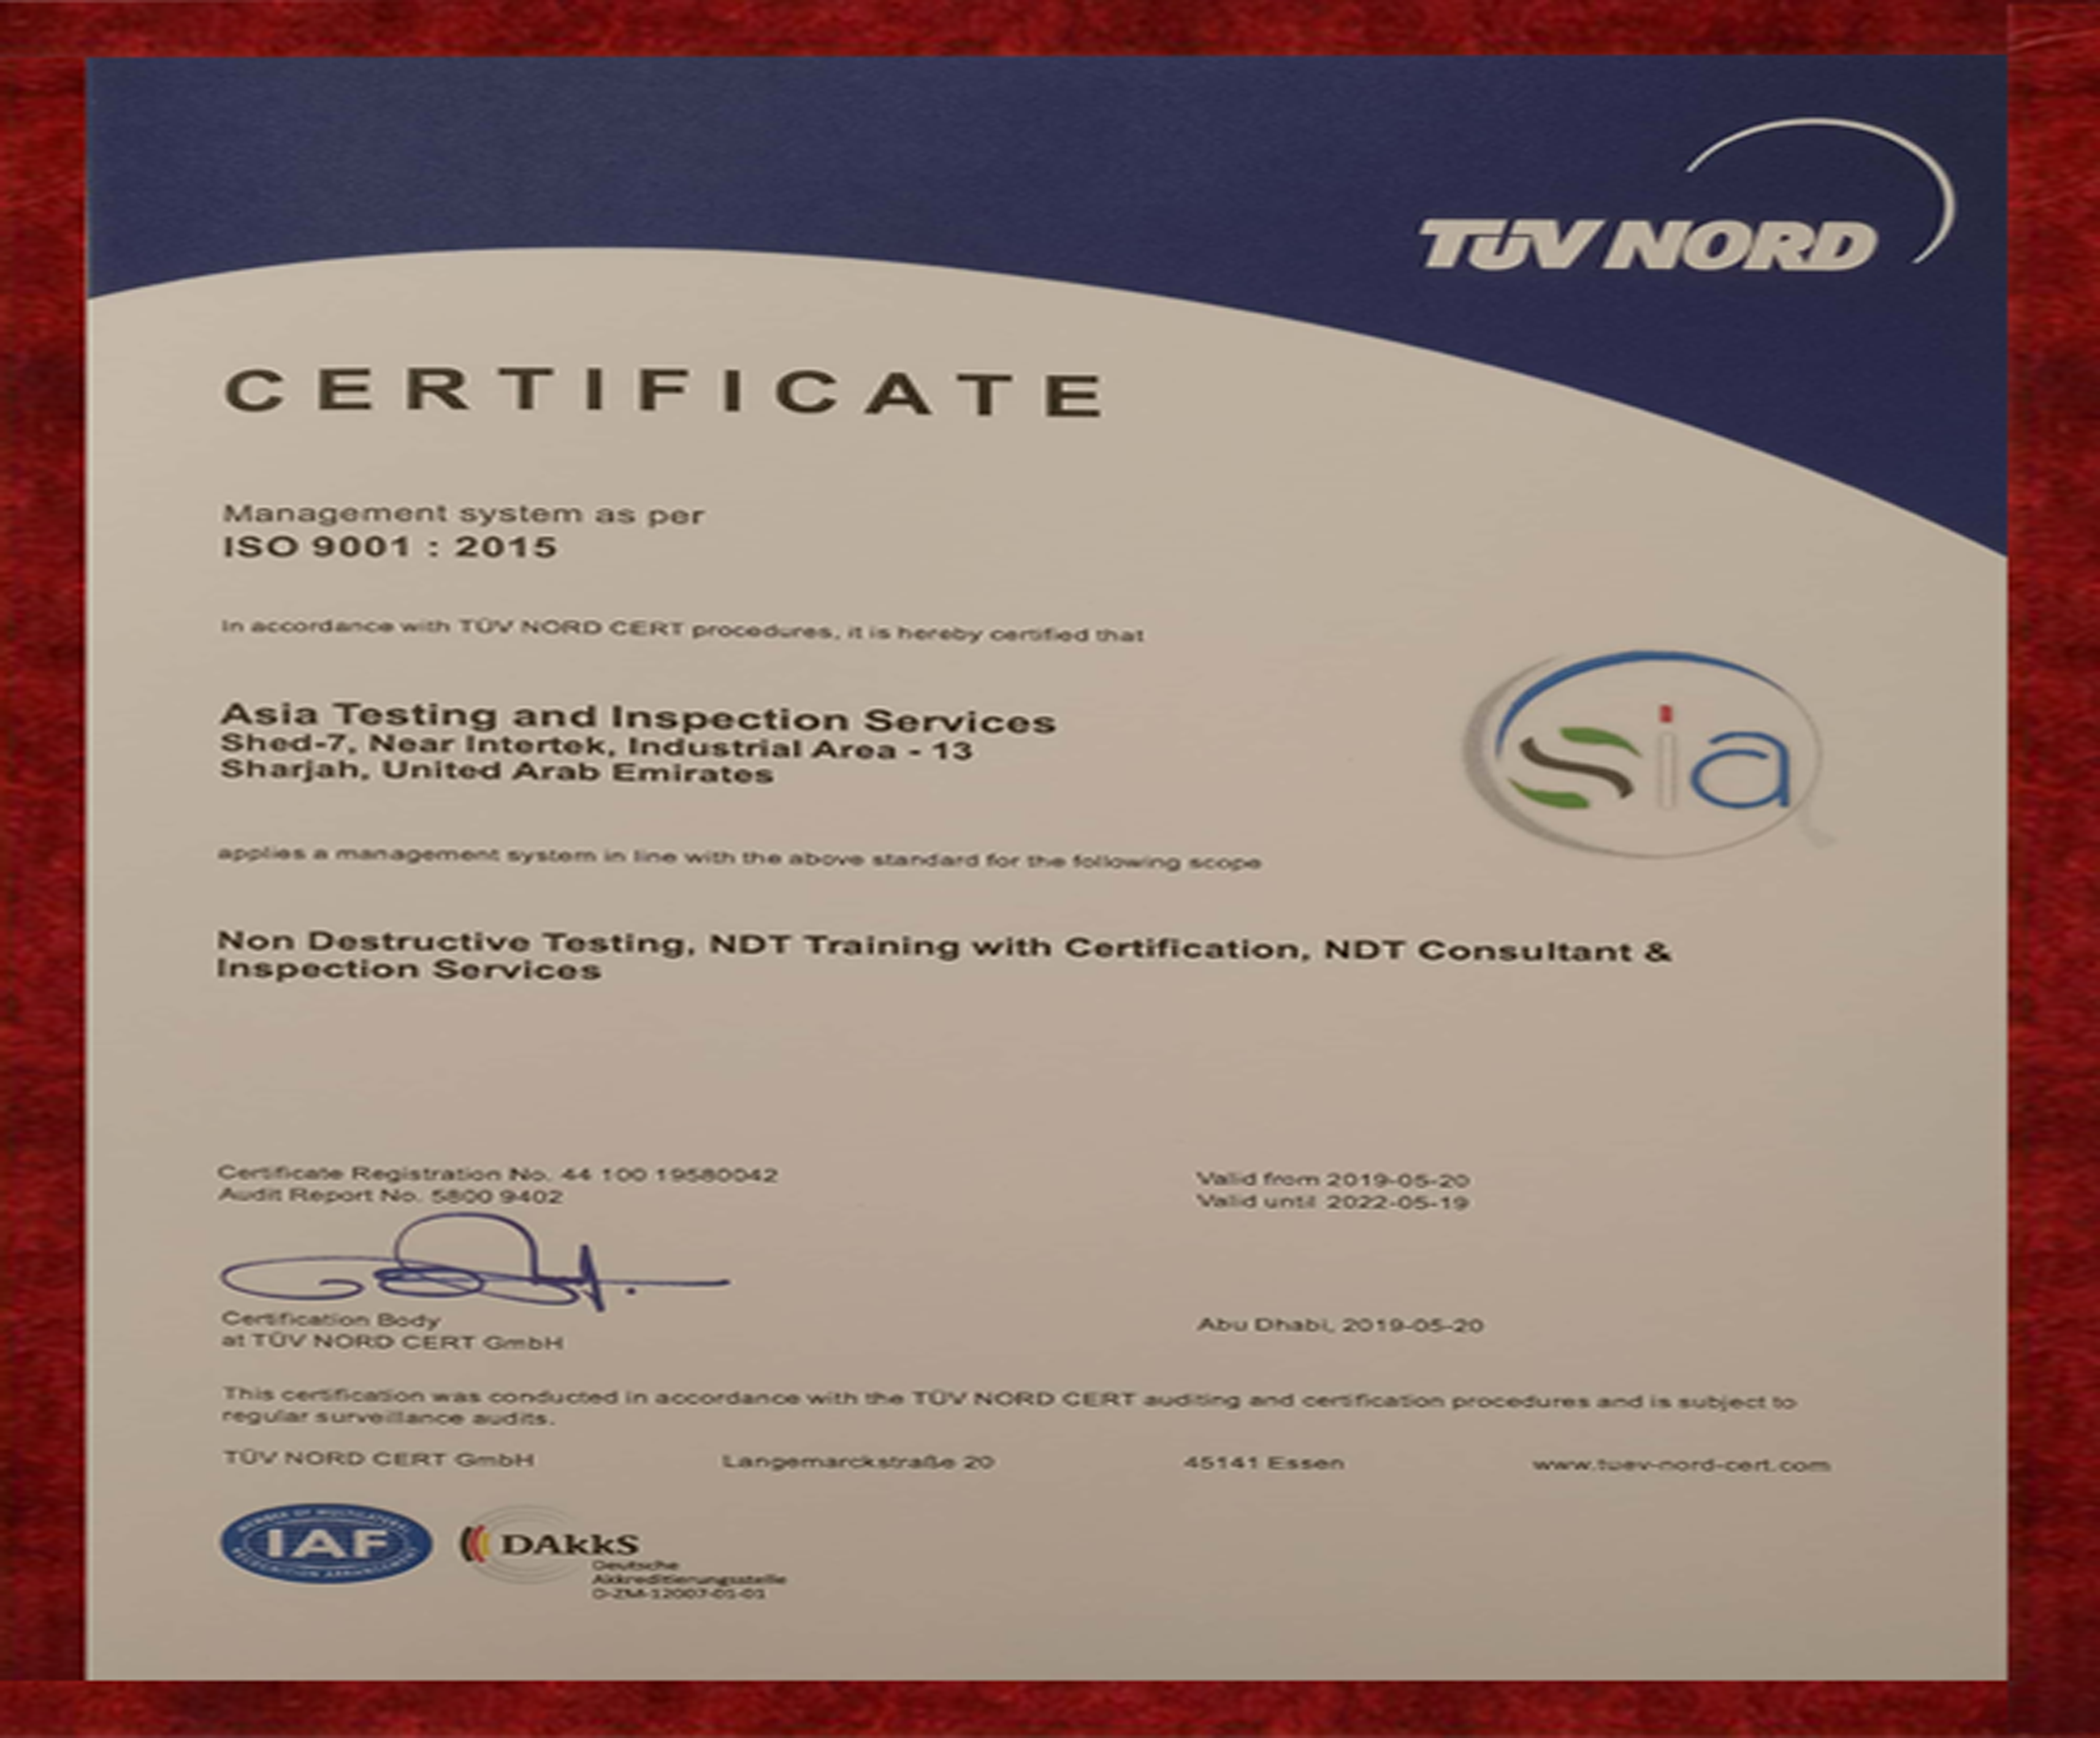 TÜV NORD
CERTIFICATE
Management system as per
ISO 9001 : 2015
In accordance with TÜV NORD CERT procedures, it is hereby certified that
Asia Testing and Inspection Services
Shed-7, Near Intertek, Industrial Area - 13
Sharjah, United Arab Emirates
sia
applies a management system in line with the above standard for the following scope
Non Destructive Testing, NDT Training with Certification, NDT Consultant &
Inspection Services
Certificate Registration No. 44 100 19580042
Audit Report No. 5800 9402
Valid from 2019-05-20
Valid until 2022-05-19
Certification Body
at TÜV NORD CERT GmbH
Abu Dhabi, 2019-05-20
This certification was conducted in accordance with the TÜV NORD CERT auditing and certification procedures and is subject to
regular surveillance audits.
TÜV NORD CERT GmbH Langemarckstraße 20 45141 Essen www.tuev-nord-cert.com
MEMBER OF MULTILATERAL
IAF
RECOGNITION ARRANGEMENT
DAkkS
Deutsche
Akkreditierungsstelle
D-ZM-12007-01-01